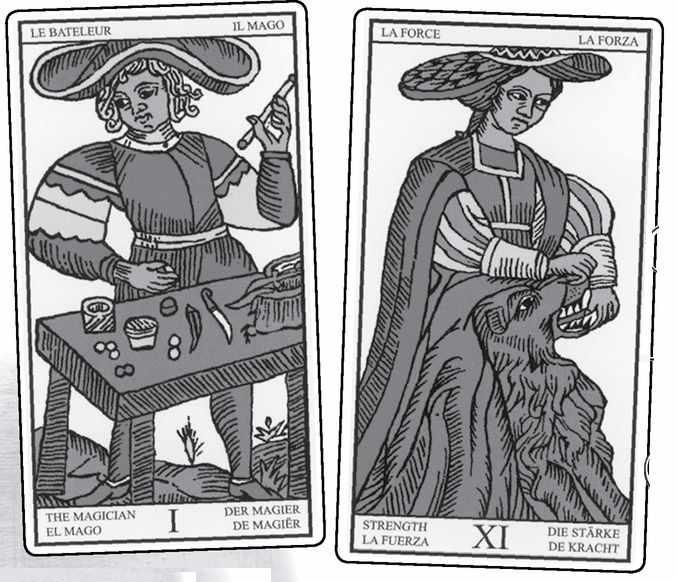 LE BATELEUR IL MAGO
THE MAGICIAN
EL MAGO
I
DER MAGIER
DE MAGIËR
LA FORCE LA FORZA
STRENGTH
LA FUERZA
XI
DIE STÄRKE
DE KRACHT